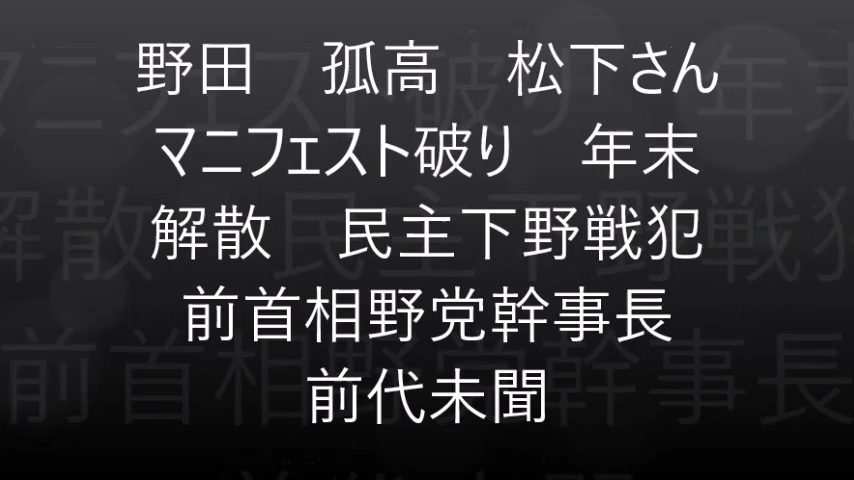 野田　孤高　松下さん
マニフェスト破り　年末
解散　民主下野戦犯
前首相野党幹事長
前代未聞